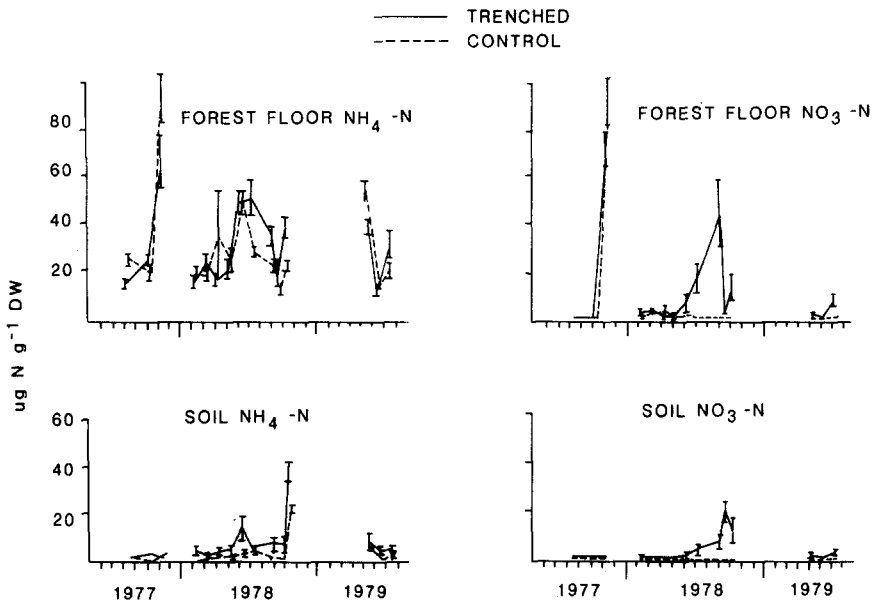 TRENCHED
CONTROL
FOREST FLOOR NH4 -N
FOREST FLOOR NO3 -N
80
60
40
20
ug N g-1 DW
SOIL NH4 -N
SOIL NO3 -N
60
40
20
1977
1978
1979
1977
1978
1979